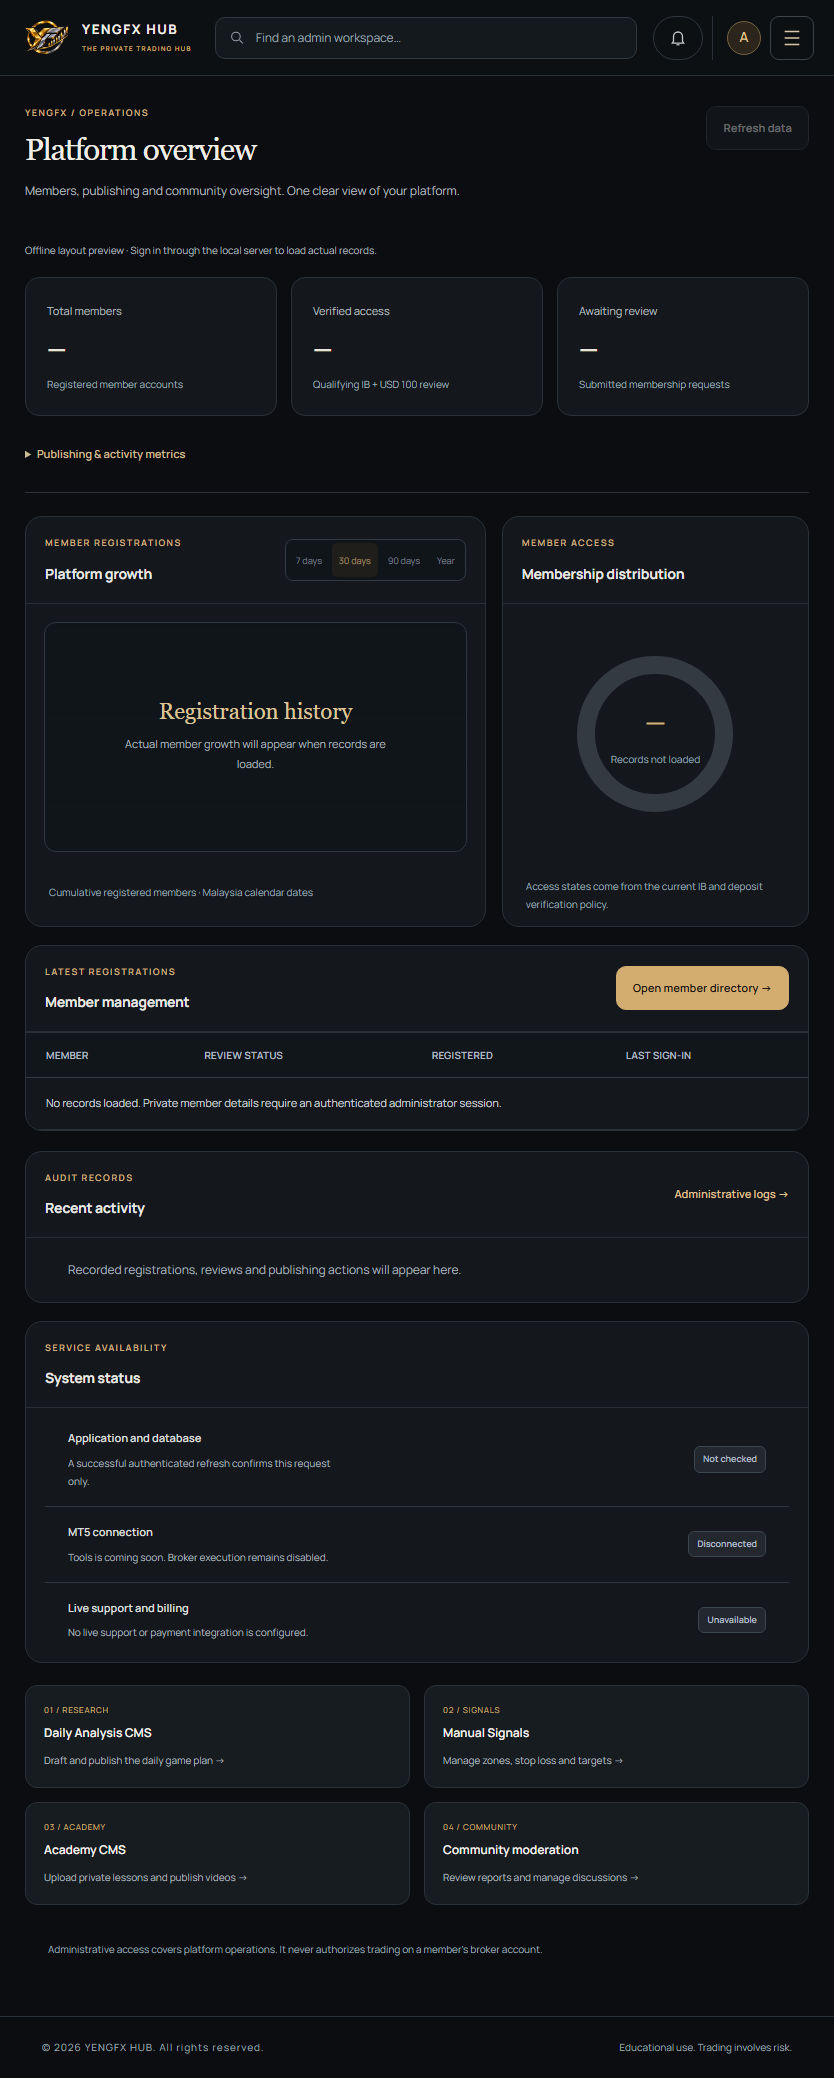 YENGFX HUB
THE PRIVATE TRADING HUB
Find an admin workspace...
A
YENGFX / OPERATIONS
Platform overview
Refresh data
Members, publishing and community oversight. One clear view of your platform.
Offline layout preview · Sign in through the local server to load actual records.
Total members
—
Registered member accounts
Verified access
—
Qualifying IB + USD 100 review
Awaiting review
—
Submitted membership requests
Publishing & activity metrics
MEMBER REGISTRATIONS
Platform growth
7 days 30 days 90 days Year
Registration history
Actual member growth will appear when records are
loaded.
Cumulative registered members · Malaysia calendar dates
MEMBER ACCESS
Membership distribution
—
Records not loaded
Access states come from the current IB and deposit
verification policy.
LATEST REGISTRATIONS
Member management
Open member directory →
MEMBER REVIEW STATUS REGISTERED LAST SIGN-IN
No records loaded. Private member details require an authenticated administrator session.
AUDIT RECORDS
Recent activity
Administrative logs →
Recorded registrations, reviews and publishing actions will appear here.
SERVICE AVAILABILITY
System status
Application and database
A successful authenticated refresh confirms this request
only.
Not checked
MT5 connection
Tools is coming soon. Broker execution remains disabled.
Disconnected
Live support and billing
No live support or payment integration is configured.
Unavailable
01 / RESEARCH
Daily Analysis CMS
Draft and publish the daily game plan →
02 / SIGNALS
Manual Signals
Manage zones, stop loss and targets →
03 / ACADEMY
Academy CMS
Upload private lessons and publish videos →
04 / COMMUNITY
Community moderation
Review reports and manage discussions →
Administrative access covers platform operations. It never authorizes trading on a member's broker account.
© 2026 YENGFX HUB. All rights reserved.
Educational use. Trading involves risk.